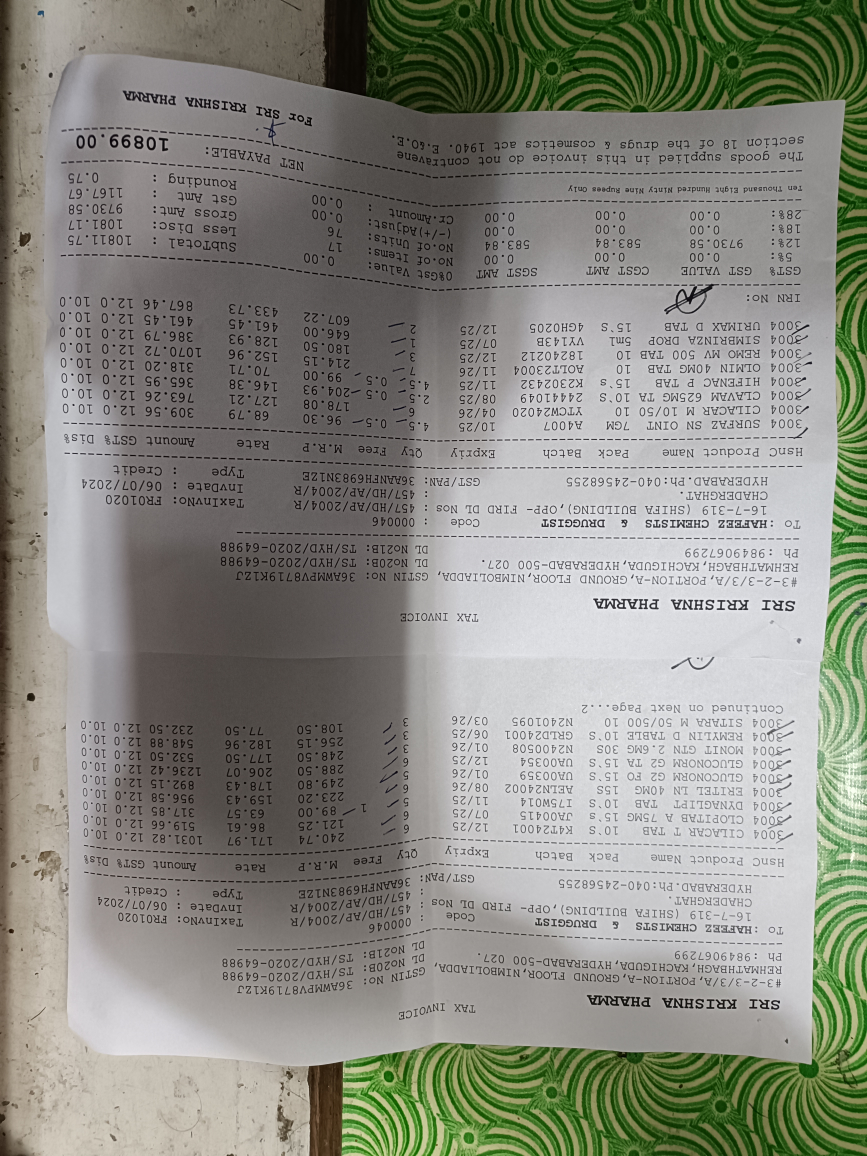 TAX INVOICE
SRI KRISHNA PHARMA
#3-2-3/3/A, PORTION-A, GROUND FLOOR, NIMBOLIADDA, GSTIN No: 36AWMPV8719K1ZJ
REHMATHBAGH, KACHIGUDA, HYDERABAD-500 027. DL No20B: TS/HYD/2020-64988
Ph :9849067299 DL No21B: TS/HYD/2020-64988
To :HAFEEZ CHEMISTS & DRUGGIST Code : 000046
16-7-319 (SHIFA BUILDING),OPP- FIRD DL Nos : 457/HD/AP/2004/R TaxInvNo: FR01020
CHADERGHAT. : 457/HD/AP/2004/R InvDate : 06/07/2024
HYDERABAD.Ph:040-24568255 GST/PAN: 36AANFH6983N1ZE Type : Credit
HsnC Product Name Pack Batch Expriy Qty Free M.R.P Rate Amount GST% Dis%
3004 CILACAR T TAB 10'S K4TZ4001 12/25 6 240.74 171.97 1031.82 12.0 10.0
3004 CLOPITAB A 75MG 15's JA00415 07/25 6 121.25 86.61 519.66 12.0 10.0
3004 DYNAGLIPT TAB 10'S I75M014 11/25 5 1 89.00 63.57 317.85 12.0 10.0
3004 ERITEL LN 40MG 15S AELN24002 08/26 6 223.20 159.43 956.58 12.0 10.0
3004 GLUCONORM G2 FO 15'S UA00359 01/26 5 249.80 178.43 892.15 12.0 10.0
3004 GLUCONORM G2 TA 15'S UA00354 12/25 6 288.50 206.07 1236.42 12.0 10.0
3004 MONIT GTN 2.6MG 30S N2400508 01/26 3 248.50 177.50 532.50 12.0 10.0
3004 REMYLIN D TABLE 10'S GRLD24001 06/25 3 256.15 182.96 548.88 12.0 10.0
3004 SITARA M 50/500 10 N2401095 03/26 3 108.50 77.50 232.50 12.0 10.0
Continued on Next Page...2
TAX INVOICE
SRI KRISHNA PHARMA
#3-2-3/3/A, PORTION-A, GROUND FLOOR, NIMBOLIADDA, GSTIN No: 36AWMPV8719K1ZJ
REHMATHBAGH, KACHIGUDA, HYDERABAD-500 027. DL No20B: TS/HYD/2020-64988
Ph :9849067299 DL No21B: TS/HYD/2020-64988
To :HAFEEZ CHEMISTS & DRUGGIST Code : 000046
16-7-319 (SHIFA BUILDING),OPP- FIRD DL Nos : 457/HD/AP/2004/R TaxInvNo: FR01020
CHADERGHAT. : 457/HD/AP/2004/R InvDate : 06/07/2024
HYDERABAD.Ph:040-24568255 GST/PAN: 36AANFH6983N1ZE Type : Credit
HsnC Product Name Pack Batch Expriy Qty Free M.R.P Rate Amount GST% Dis%
3004 SURFAZ SN OINT 7GM A4007 10/25 4.5 0.5 96.30 68.79 309.56 12.0 10.0
3004 CILACAR M 10/50 10 YTCW24020 04/26 6 178.08 127.21 763.26 12.0 10.0
3004 CLAVAM 625MG TA 10'S 24441049 08/25 2.5 0.5 204.93 146.38 365.95 12.0 10.0
3004 HIFENAC P TAB 15's K2302432 11/25 4.5 0.5 99.00 70.71 318.20 12.0 10.0
3004 OLMIN 40MG TAB 10 AOLT23004 11/26 7 214.15 152.96 1070.72 12.0 10.0
3004 REMO MV 500 TAB 10 18240212 12/25 3 180.50 128.93 386.79 12.0 10.0
3004 SIMBRINZA DROP 5ml VY143B 07/25 1 646.00 461.45 461.45 12.0 10.0
3004 URIMAX D TAB 15'S 4GH0205 12/25 2 607.22 433.73 867.46 12.0 10.0
IRN No:
GST% GST VALUE CGST AMT SGST AMT 0%Gst Value: 0.00 SubTotal : 10811.75
5%: 0.00 0.00 0.00 No.of Items: 17 Less Disc: 1081.17
12%: 9730.58 583.84 583.84 No.of Units: 76 Gross Amt: 9730.58
18%: 0.00 0.00 0.00 (-/+)Adjust: 0.00 Gst Amt : 1167.67
28%: 0.00 0.00 0.00 Cr.Amount : 0.00 Rounding : 0.75
Ten Thousand Eight Hundred Ninty Nine Rupees Only NET PAYABLE: 10899.00
The goods supplied in this invoice do not contravene
section 18 of the drugs & cosmetics act 1940. E.&O.E.
For SRI KRISHNA PHARMA